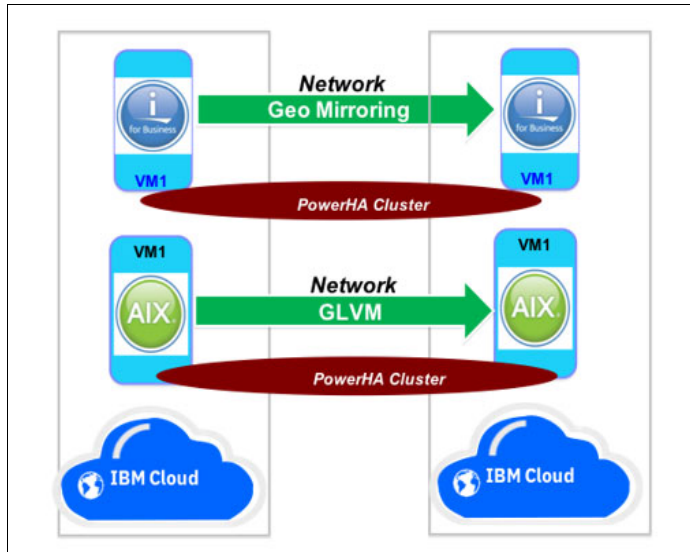 Network
Geo Mirroring
i
for Business
i
for Business
VM1
VM1
PowerHA Cluster
VM1
VM1
Network
GLVM
AIX
AIX
PowerHA Cluster
IBM Cloud
IBM Cloud